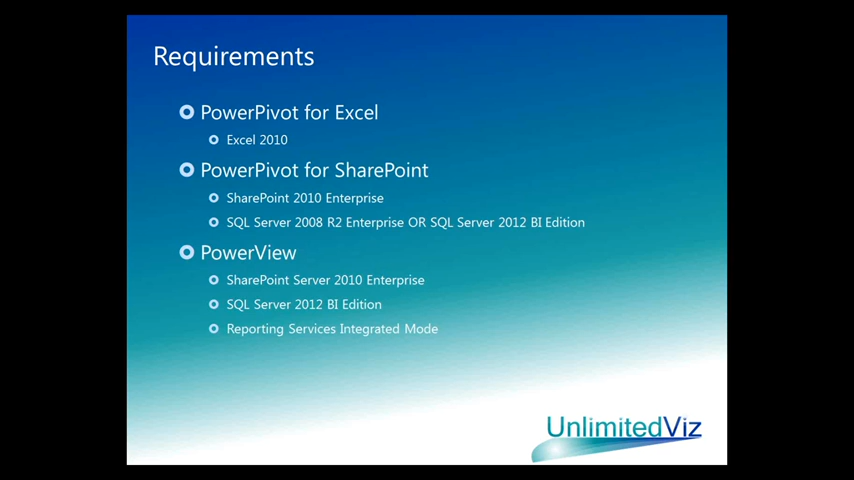 Requirements
PowerPivot for Excel
Excel 2010
PowerPivot for SharePoint
SharePoint 2010 Enterprise
SQL Server 2008 R2 Enterprise OR SQL Server 2012 BI Edition
PowerView
SharePoint Server 2010 Enterprise
SQL Server 2012 BI Edition
Reporting Services Integrated Mode
UnlimitedViz